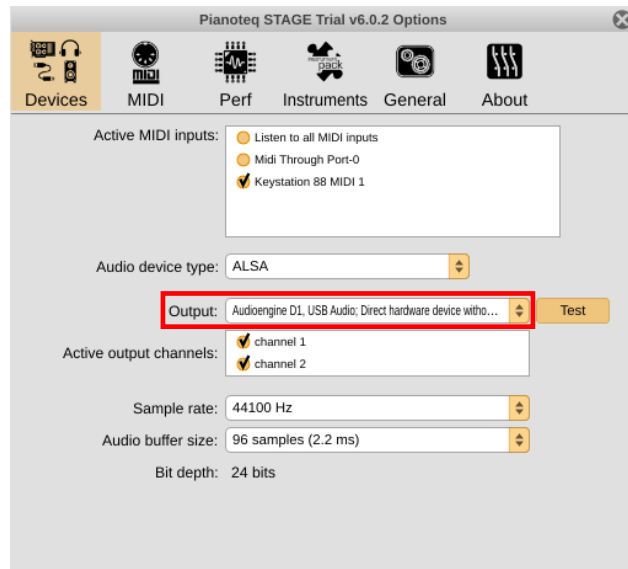 Pianoteq STAGE Trial v6.0.2 Options
Devices
MIDI
Perf
Instruments
General
About
Active MIDI inputs:
Listen to all MIDI inputs
Midi Through Port-0
Keystation 88 MIDI 1
Audio device type: ALSA
Output: Audioengine D1, USB Audio; Direct hardware device witho... Test
Active output channels:
channel 1
channel 2
Sample rate: 44100 Hz
Audio buffer size: 96 samples (2.2 ms)
Bit depth: 24 bits